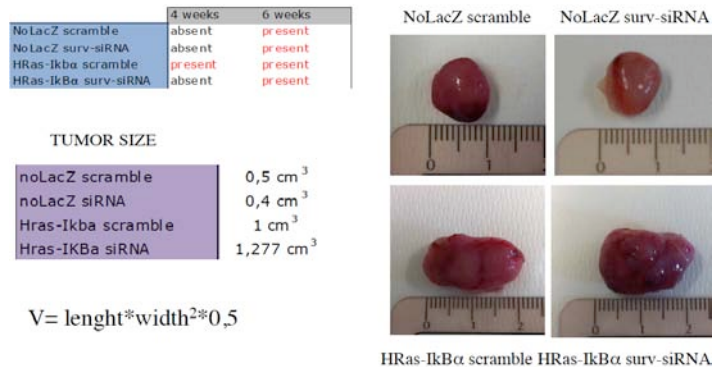 4 weeks 6 weeks
NoLacZ scramble absent present
NoLacZ surv-siRNA absent present
HRas-Ikbα scramble present present
HRas-IkBα surv-siRNA absent present
TUMOR SIZE
noLacZ scramble 0,5 cm³
noLacZ siRNA 0,4 cm³
Hras-Ikba scramble 1 cm³
Hras-IKBa siRNA 1,277 cm³
V= lenght*width²*0,5
NoLacZ scramble NoLacZ surv-siRNA
0 1
0 1
0 1 2
0 1 2
HRas-IkBα scramble HRas-IkBα surv-siRNA